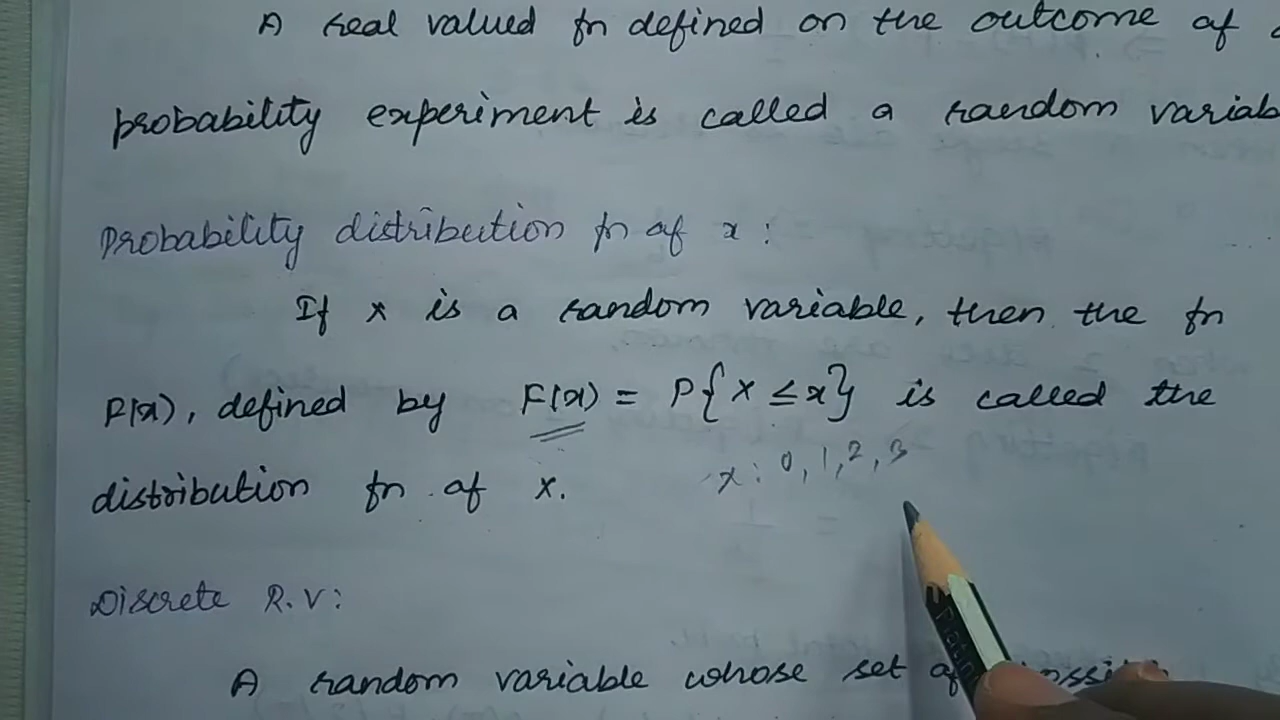 A real valued fn defined on the outcome of a
probability experiment is called a random variab
Probability distribution fn of x :
If X is a random variable, then the fn
F(x), defined by F(x) = P{X ≤ x} is called the
distribution fn of X.
x : 0, 1, 2, 3
Discrete R.V:
A random variable whose set of possi